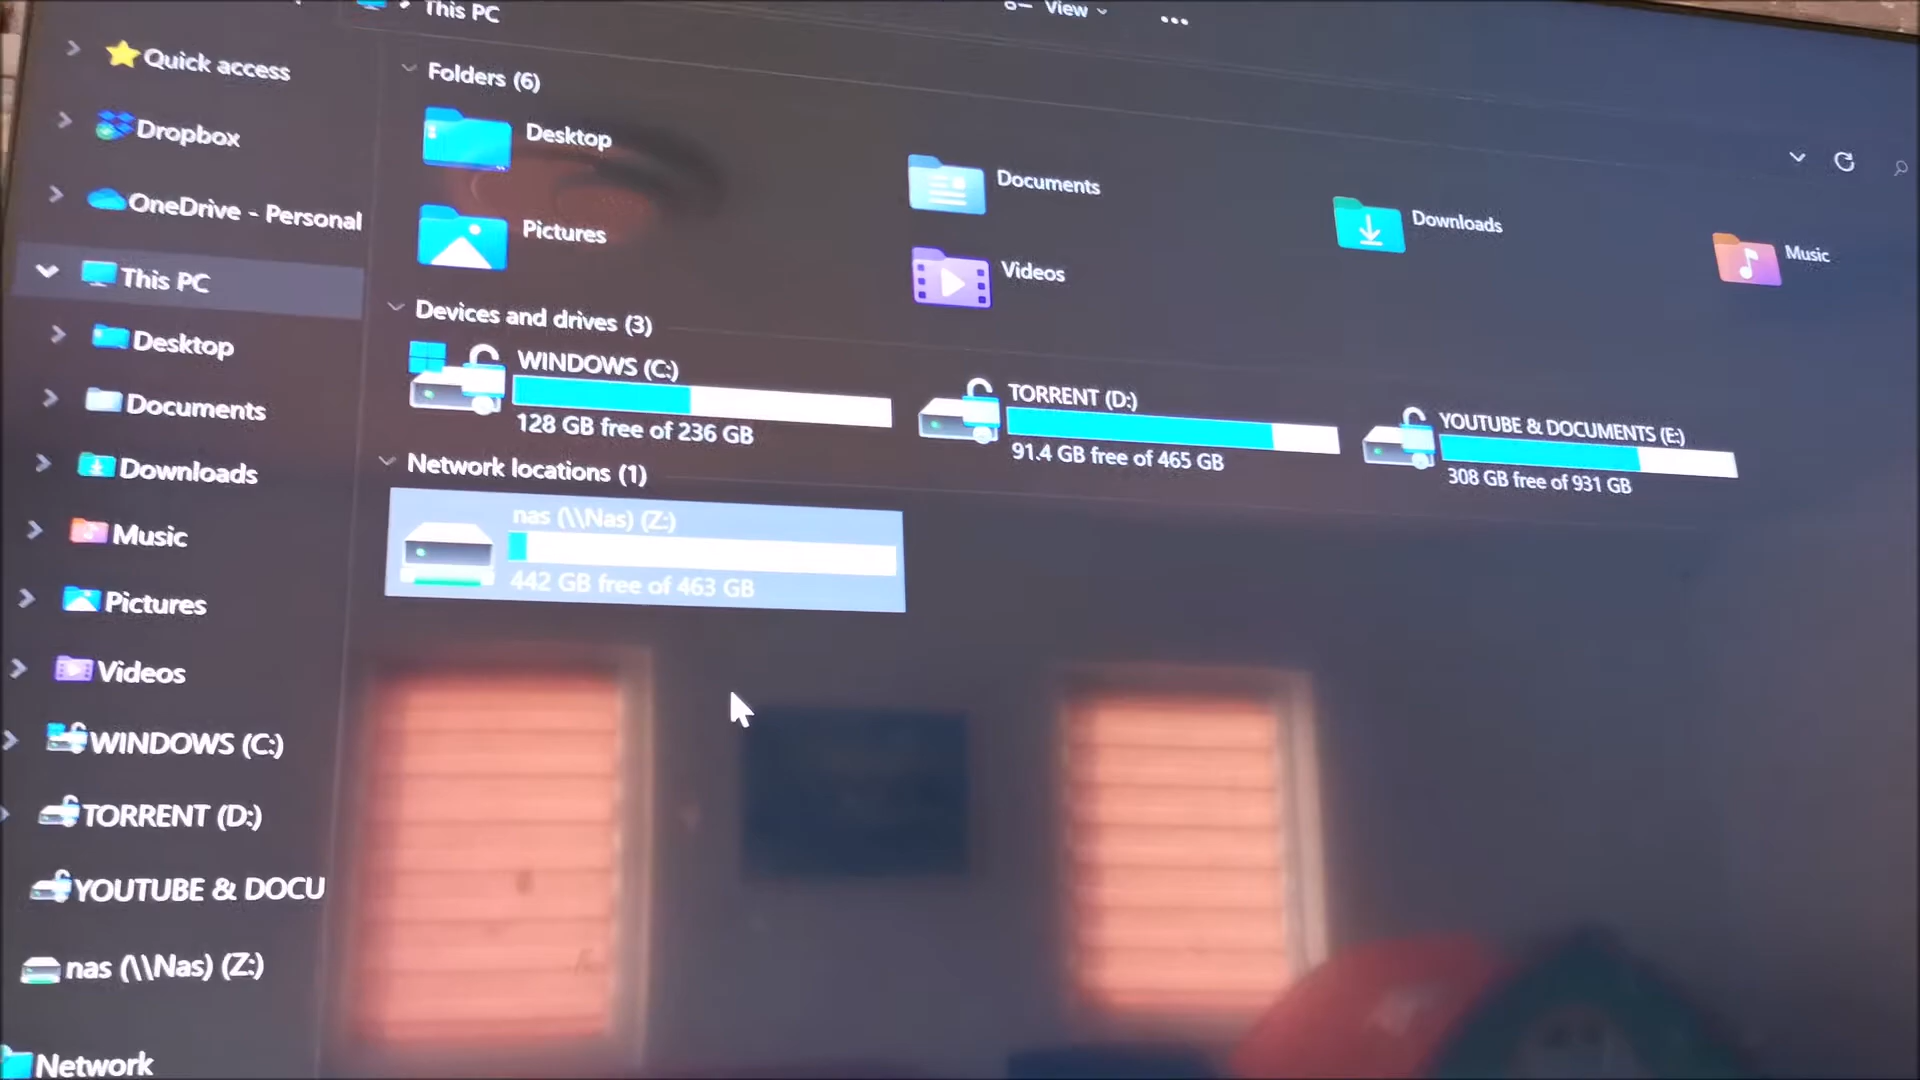 This PC
View
Quick access
Dropbox
OneDrive - Personal
This PC
Desktop
Documents
Downloads
Music
Pictures
Videos
WINDOWS (C:)
TORRENT (D:)
YOUTUBE & DOCU
nas (\\Nas) (Z:)
Network
Folders (6)
Desktop
Documents
Downloads
Music
Pictures
Videos
Devices and drives (3)
WINDOWS (C:)
128 GB free of 236 GB
TORRENT (D:)
91.4 GB free of 465 GB
YOUTUBE & DOCUMENTS (E:)
308 GB free of 931 GB
Network locations (1)
nas (\\Nas) (Z:)
442 GB free of 463 GB